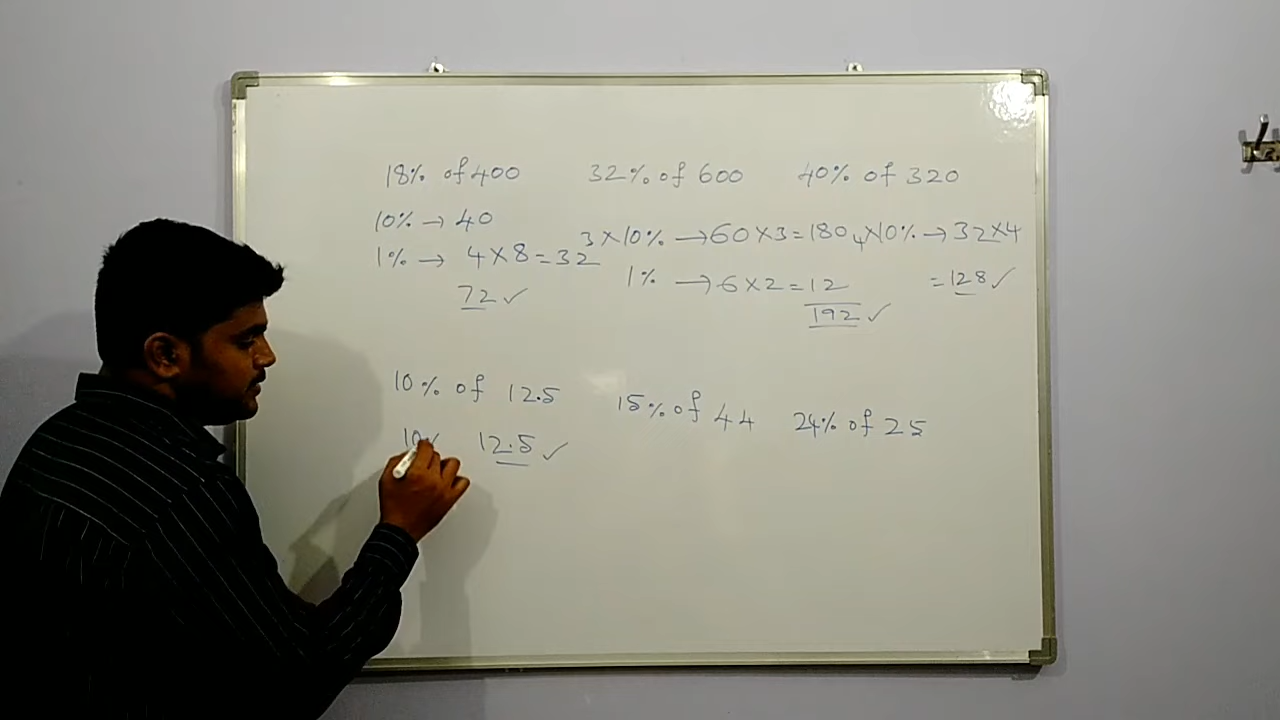 18% of 400 32% of 600 40% of 320
10% → 40
3×10% → 60×3=180 4×10% → 32×4
1% → 4×8=32
1% → 6×2=12 =128✓
72✓ 192✓
10% of 12.5 15% of 44 24% of 25
10% 12.5✓